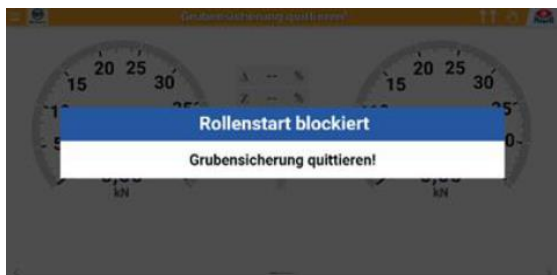 Grubensicherung quittieren!
20 25
15 30
20 25
15 30
Δ -- %
Z -- %
Rollenstart blockiert
Grubensicherung quittieren!
kN
kN